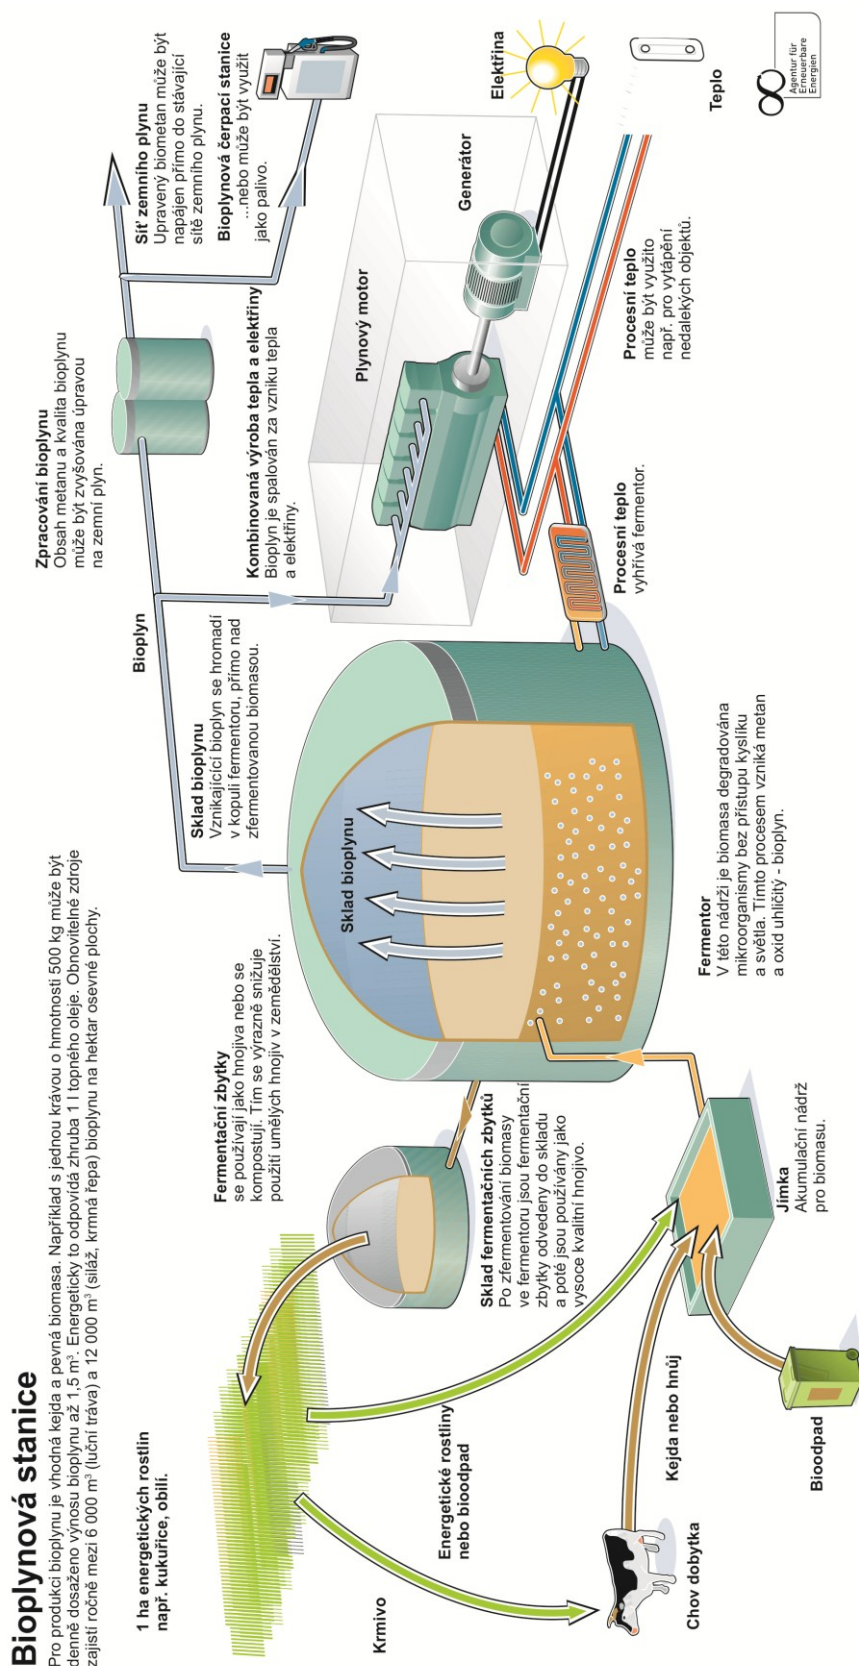 Bioplynová stanice
Pro produkci bioplynu je vhodná kejda a pevná biomasa. Například s jednou krávou o hmotnosti 500 kg může být
denně dosaženo výnosu bioplynu až 1,5 m³. Energeticky to odpovídá zhruba 1 l topného oleje. Obnovitelné zdroje
zajistí ročně mezi 6 000 m³ (luční tráva) a 12 000 m³ (siláž, krmná řepa) bioplynu na hektar osevné plochy.
1 ha energetických rostlin
např. kukuřice, obilí.
Krmivo
Energetické rostliny
nebo bioodpad
Chov dobytka
Kejda nebo hnůj
Bioodpad
Jímka
Akumulační nádrž
pro biomasu.
Fermentační zbytky
se používají jako hnojiva nebo se
kompostují. Tím se výrazně snižuje
použití umělých hnojiv v zemědělství.
Sklad fermentačních zbytků
Po zfermentování biomasy
ve fermentoru jsou fermentační
zbytky odvedeny do skladu
a poté jsou používány jako
vysoce kvalitní hnojivo.
Sklad bioplynu
Vznikajícící bioplyn se hromadí
v kopuli fermentoru, přímo nad
zfermentovanou biomasou.
Sklad bioplynu
Fermentor
V této nádrži je biomasa degradována
mikroorganismy bez přístupu kyslíku
a světla. Tímto procesem vzniká metan
a oxid uhličitý - bioplyn.
Bioplyn
Zpracování bioplynu
Obsah metanu a kvalita bioplynu
může být zvyšována úpravou
na zemní plyn.
Kombinovaná výroba tepla a elektřiny
Bioplyn je spalován za vzniku tepla
a elektřiny.
Plynový motor
Generátor
Procesní teplo
vyhřívá fermentor.
Procesní teplo
může být využito
např. pro vytápění
nedalekých objektů.
Síť zemního plynu
Upravený biometan může být
napájen přímo do stávající
sítě zemního plynu.
Bioplynová čerpací stanice
...nebo může být využit
jako palivo.
Elektřina
Teplo
Agentur für
Erneuerbare
Energien